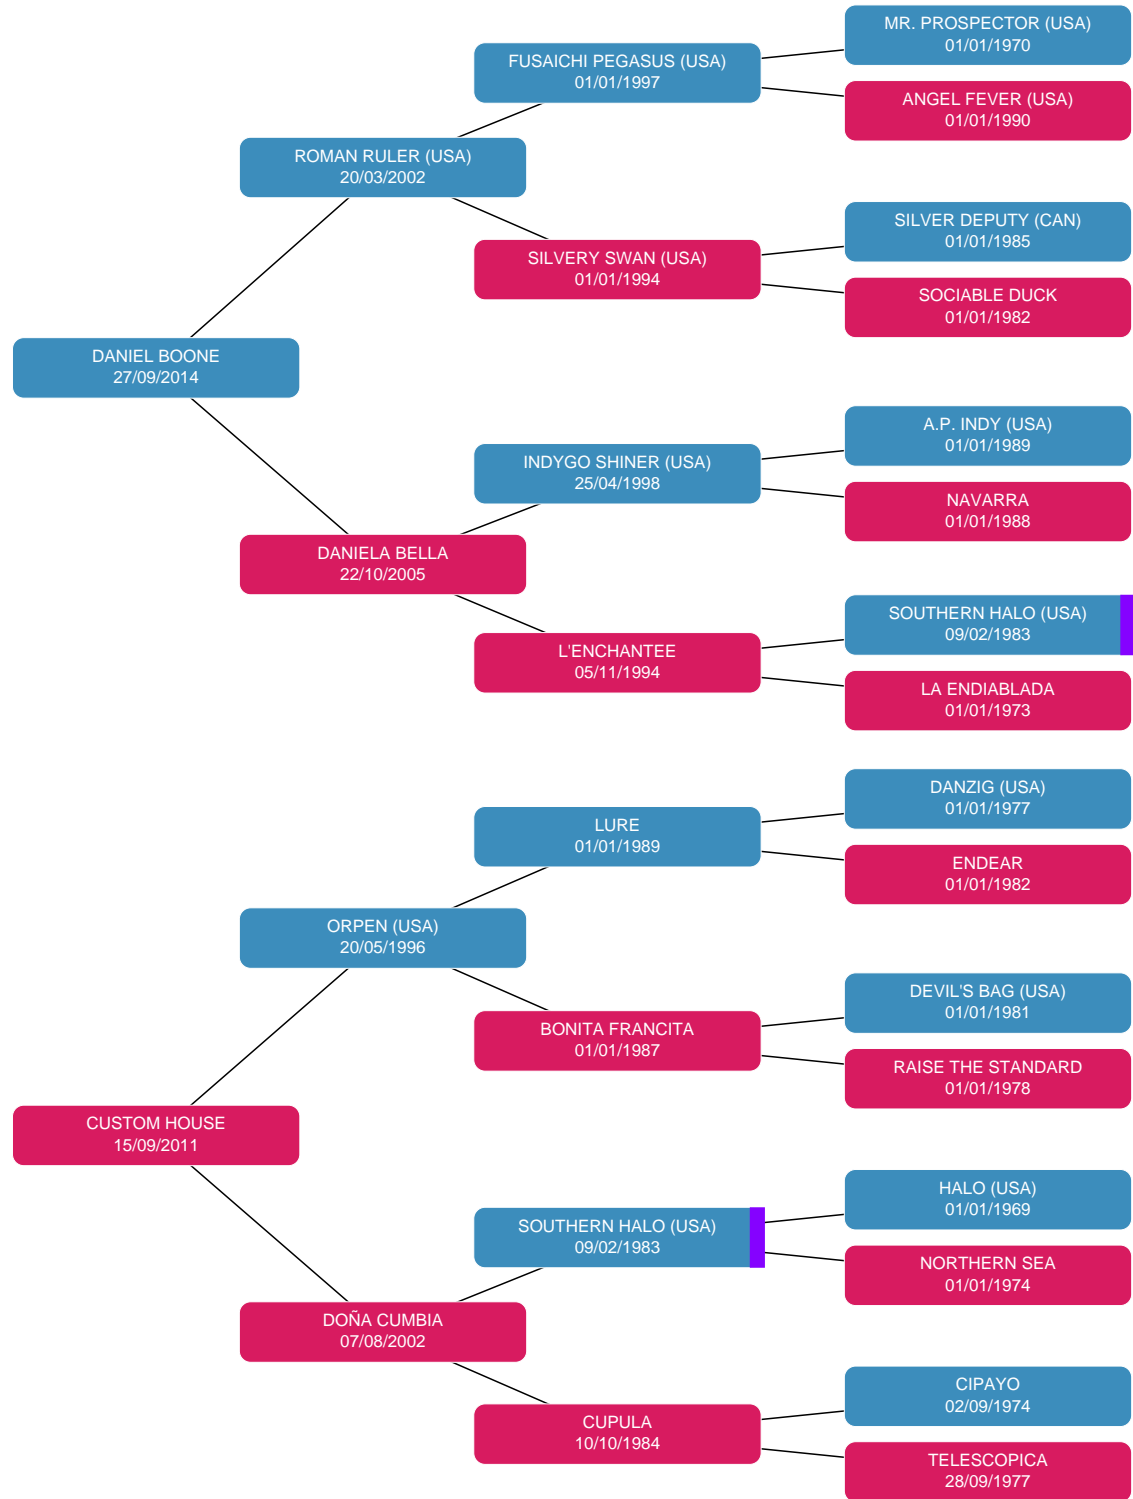 MR. PROSPECTOR (USA)
01/01/1970
FUSAICHI PEGASUS (USA)
01/01/1997
ANGEL FEVER (USA)
01/01/1990
ROMAN RULER (USA)
20/03/2002
SILVER DEPUTY (CAN)
01/01/1985
SILVERY SWAN (USA)
01/01/1994
SOCIABLE DUCK
01/01/1982
DANIEL BOONE
27/09/2014
A.P. INDY (USA)
01/01/1989
INDYGO SHINER (USA)
25/04/1998
NAVARRA
01/01/1988
DANIELA BELLA
22/10/2005
SOUTHERN HALO (USA)
09/02/1983
L'ENCHANTEE
05/11/1994
LA ENDIABLADA
01/01/1973
DANZIG (USA)
01/01/1977
LURE
01/01/1989
ENDEAR
01/01/1982
ORPEN (USA)
20/05/1996
DEVIL'S BAG (USA)
01/01/1981
BONITA FRANCITA
01/01/1987
RAISE THE STANDARD
01/01/1978
CUSTOM HOUSE
15/09/2011
HALO (USA)
01/01/1969
SOUTHERN HALO (USA)
09/02/1983
NORTHERN SEA
01/01/1974
DOÑA CUMBIA
07/08/2002
CIPAYO
02/09/1974
CUPULA
10/10/1984
TELESCOPICA
28/09/1977